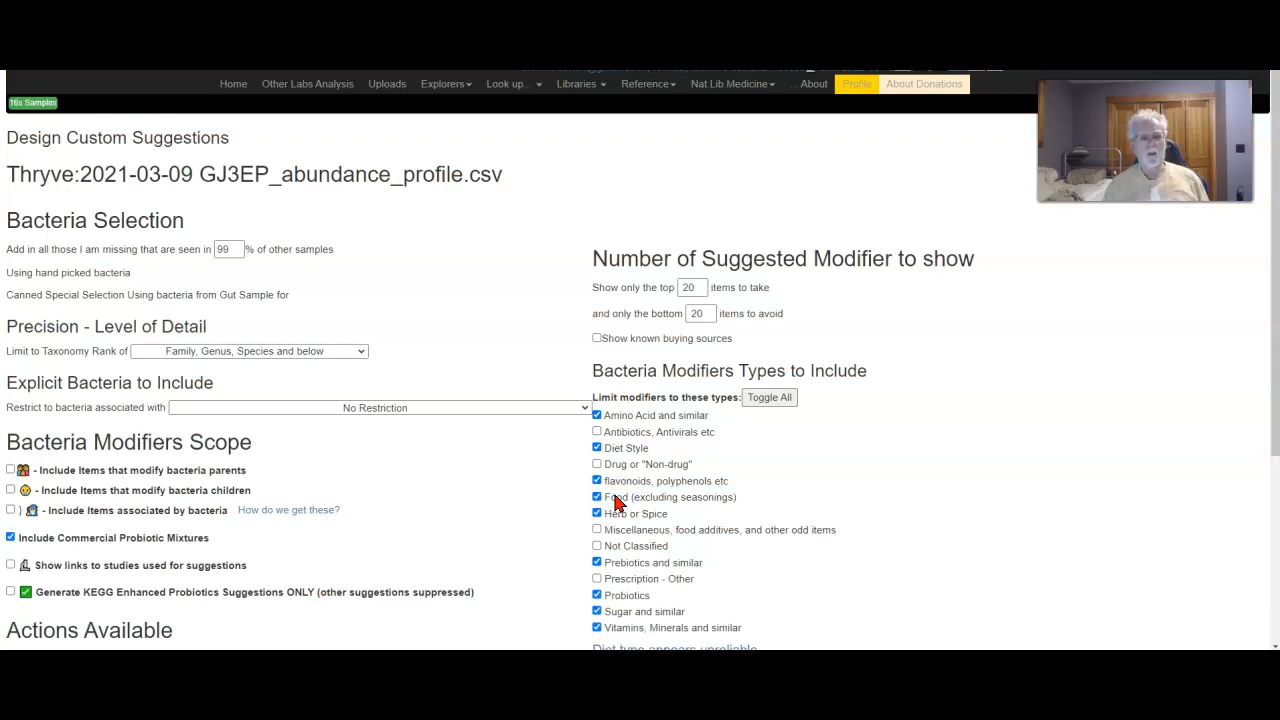 Home Other Labs Analysis Uploads Explorers Look up... Libraries Reference Nat.Lib.Medicine ... About Profile About Donations
16s Samples
Design Custom Suggestions
Thryve:2021-03-09 GJ3EP_abundance_profile.csv
Bacteria Selection
Add in all those I am missing that are seen in 99 % of other samples
Using hand picked bacteria
Canned Special Selection Using bacteria from Gut Sample for
Precision - Level of Detail
Limit to Taxonomy Rank of Family, Genus, Species and below
Explicit Bacteria to Include
Restrict to bacteria associated with No Restriction
Bacteria Modifiers Scope
- Include Items that modify bacteria parents
- Include Items that modify bacteria children
} - Include Items associated by bacteria How do we get these?
Include Commercial Probiotic Mixtures
Show links to studies used for suggestions
Generate KEGG Enhanced Probiotics Suggestions ONLY (other suggestions suppressed)
Actions Available
Number of Suggested Modifier to show
Show only the top 20 items to take
and only the bottom 20 items to avoid
Show known buying sources
Bacteria Modifiers Types to Include
Limit modifiers to these types: Toggle All
Amino Acid and similar
Antibiotics, Antivirals etc
Diet Style
Drug or "Non-drug"
flavonoids, polyphenols etc
Food (excluding seasonings)
Herb or Spice
Miscellaneous, food additives, and other odd items
Not Classified
Prebiotics and similar
Prescription - Other
Probiotics
Sugar and similar
Vitamins, Minerals and similar
Diet type appears unreliable